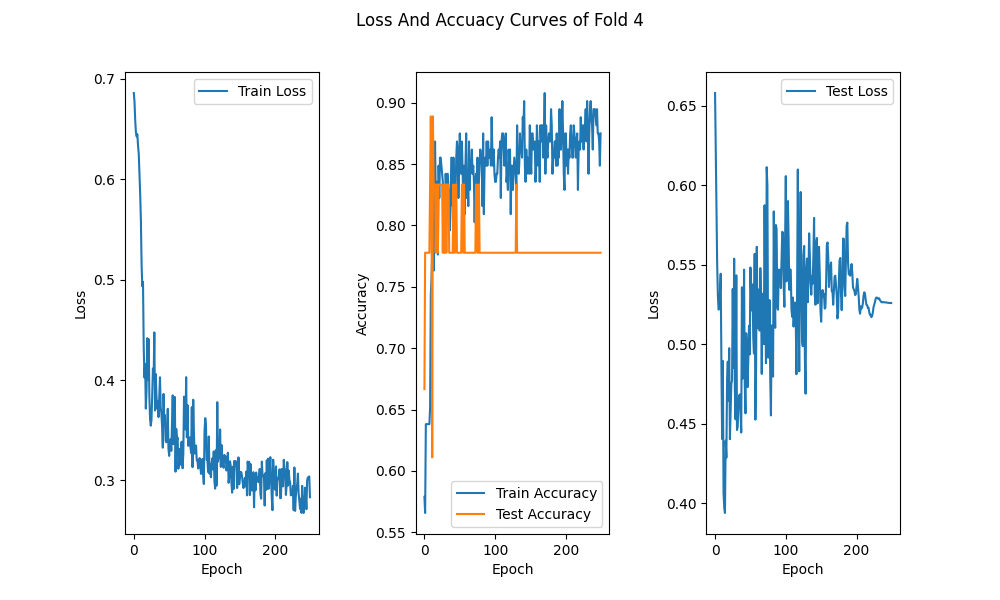 Loss And Accuacy Curves of Fold 4
0.7
0.6
0.5
0.4
0.3
Loss
0 100 200
Epoch
Train Loss
0.90
0.85
0.80
0.75
0.70
0.65
0.60
0.55
Accuracy
0 100 200
Epoch
Train Accuracy
Test Accuracy
0.65
0.60
0.55
0.50
0.45
0.40
Loss
0 100 200
Epoch
Test Loss